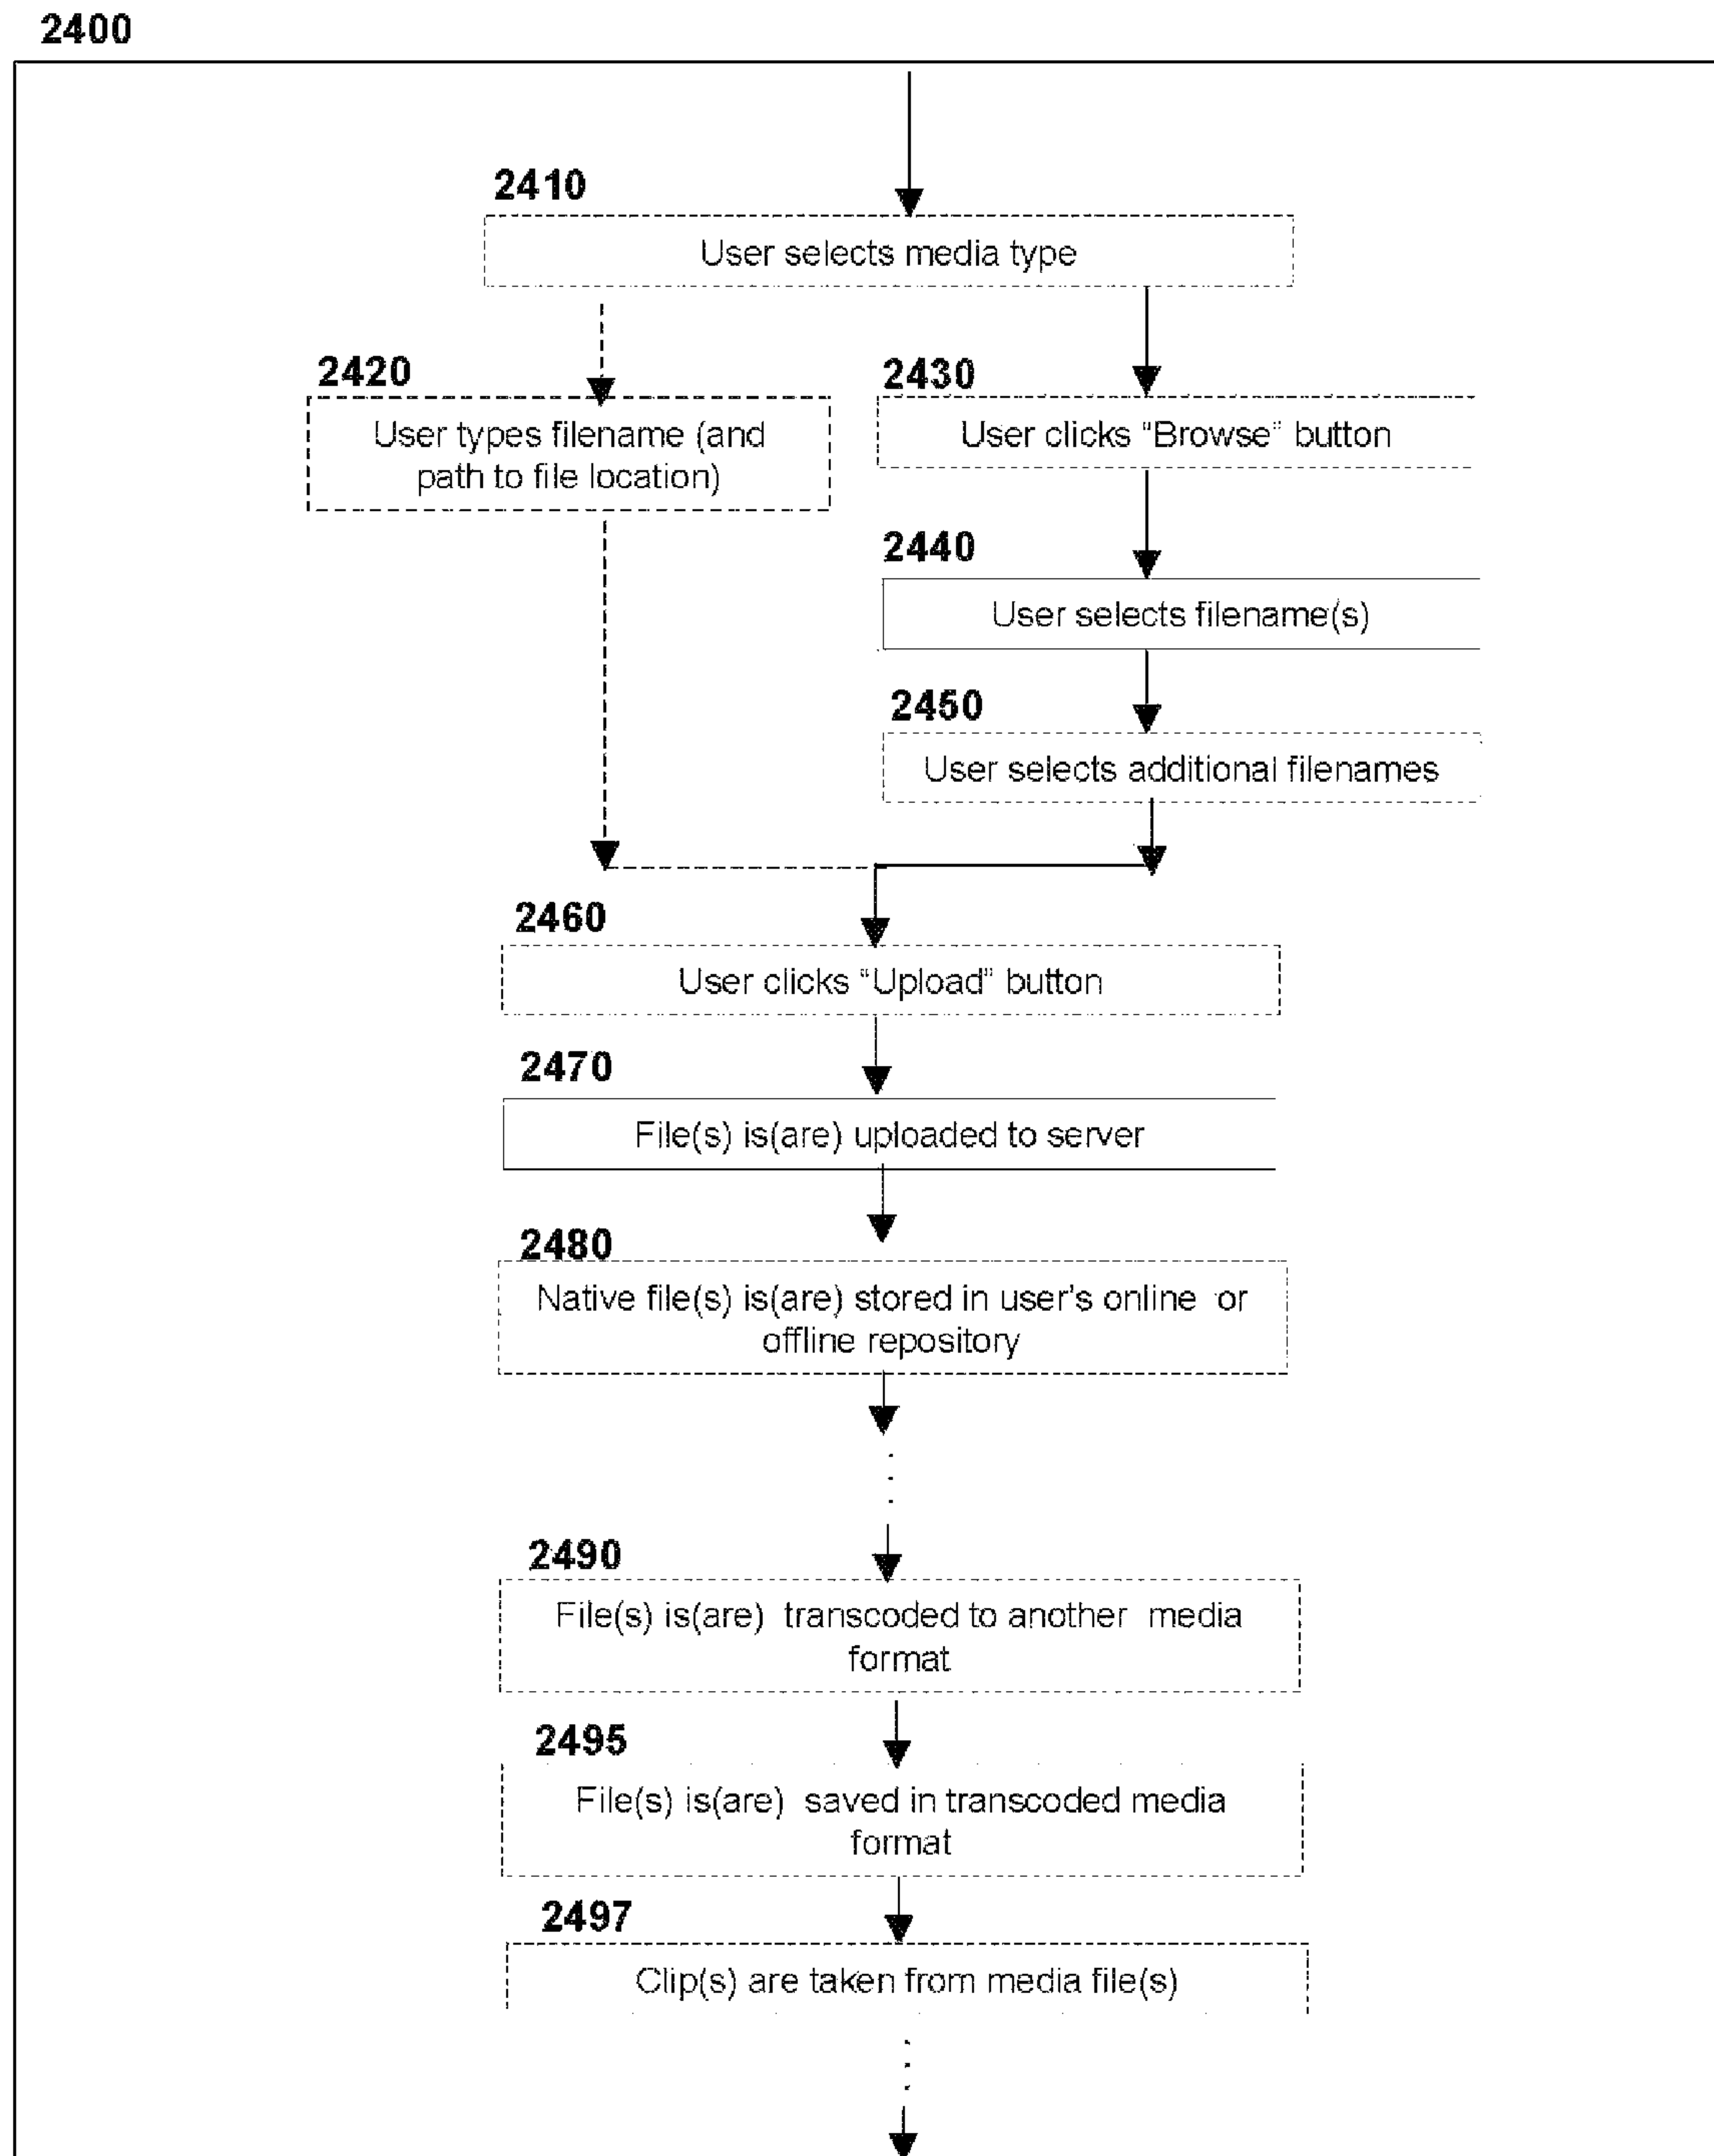 2400
2410
User selects media type
2420
User types filename (and
path to file location)
2430
User clicks "Browse" button
2440
User selects filename(s)
2450
User selects additional filenames
2460
User clicks "Upload" button
2470
File(s) is(are) uploaded to server
2480
Native file(s) is(are) stored in user's online or
offline repository
2490
File(s) is(are) transcoded to another media
format
2495
File(s) is(are) saved in transcoded media
format
2497
Clip(s) are taken from media file(s)